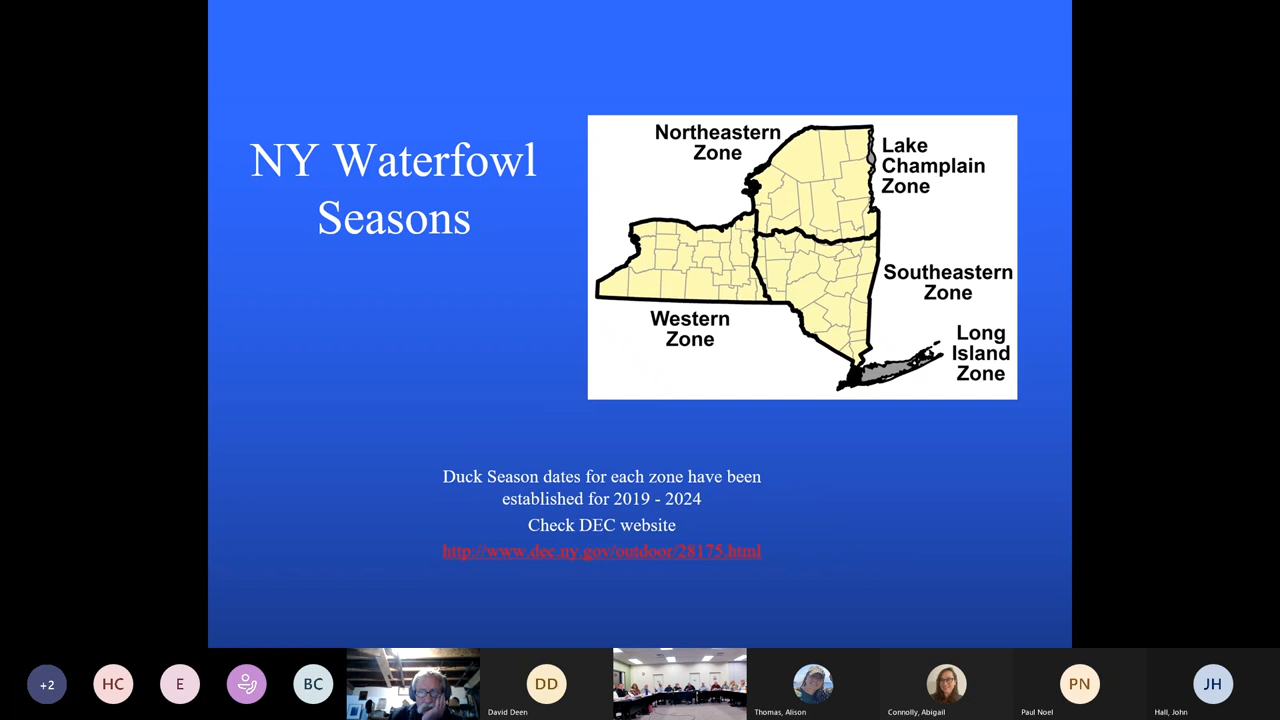 NY Waterfowl
Seasons
Northeastern
Zone
Lake
Champlain
Zone
Southeastern
Zone
Western
Zone
Long
Island
Zone
Duck Season dates for each zone have been
established for 2019 - 2024
Check DEC website
http://www.dec.ny.gov/outdoor/28175.html
+2
HC
E
BC
DD
David Deen
Thomas, Alison
Connolly, Abigail
PN
Paul Noel
JH
Hall, John